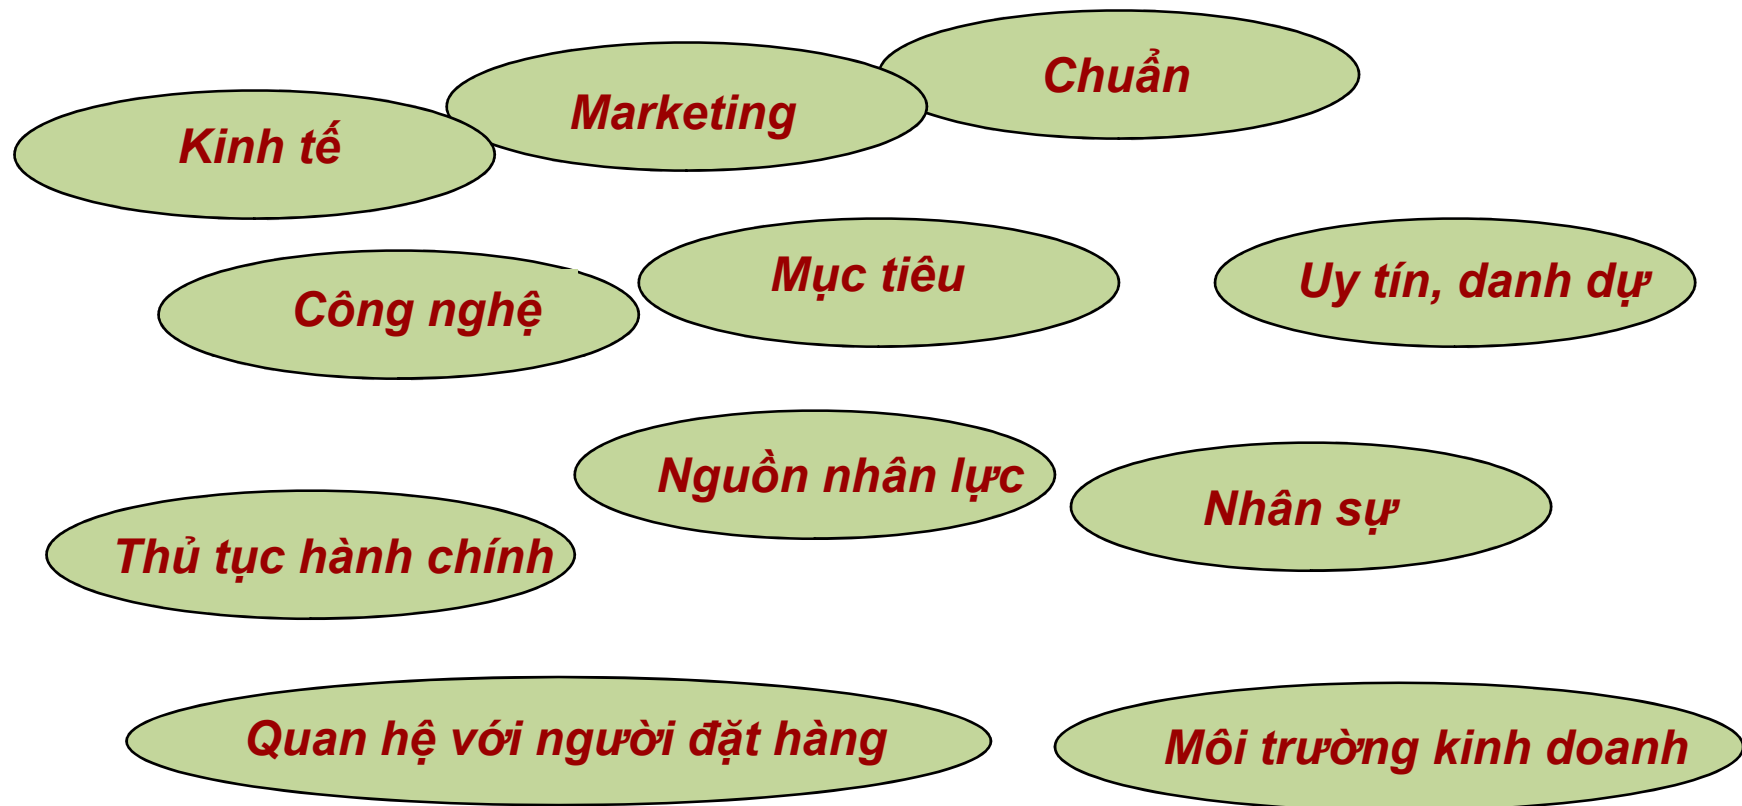 Chuẩn
Marketing
Kinh tế
Mục tiêu
Uy tín, danh dự
Công nghệ
Nguồn nhân lực
Nhân sự
Thủ tục hành chính
Quan hệ với người đặt hàng
Môi trường kinh doanh